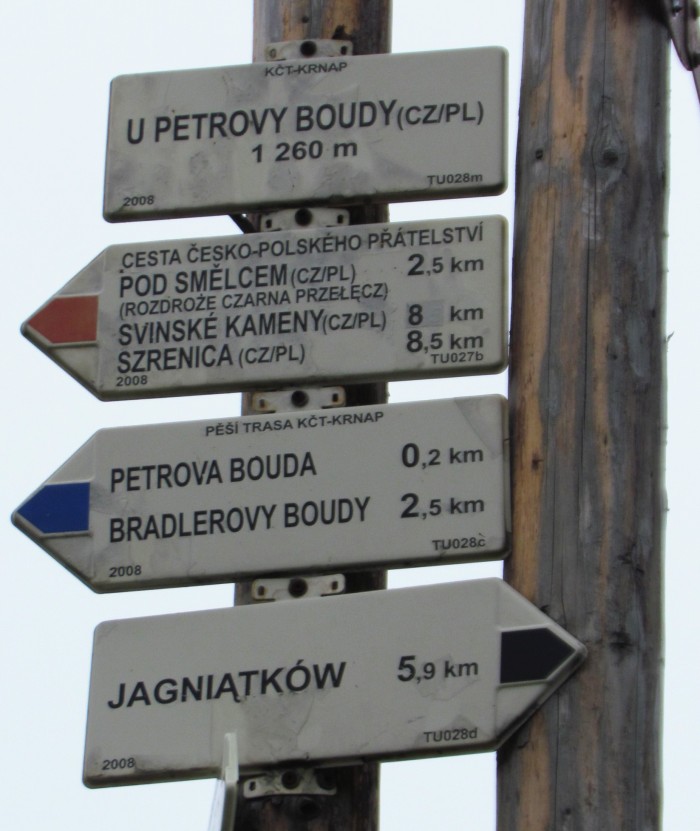 KČT-KRNAP
U PETROVY BOUDY(CZ/PL)
1 260 m
2008 TU028m
CESTA ČESKO-POLSKÉHO PŘÁTELSTVÍ
POD SMĚLCEM (CZ/PL) 2,5 km
(ROZDROŻE CZARNA PRZEŁĘCZ)
SVINSKÉ KAMENY(CZ/PL) 8 km
SZRENICA (CZ/PL) 8,5 km
2008 TU027b
PĚŠÍ TRASA KČT-KRNAP
PETROVA BOUDA 0,2 km
BRADLEROVY BOUDY 2,5 km
2008 TU028c
JAGNIĄTKÓW 5,9 km
2008 TU028d